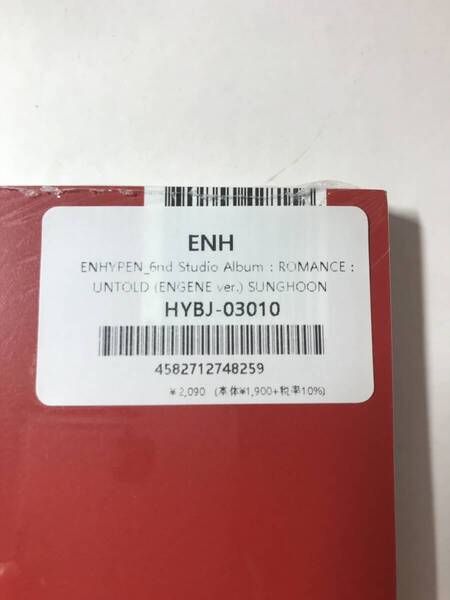 ENH
ENHYPEN_6nd Studio Album : ROMANCE :
UNTOLD (ENGENE ver.) SUNGHOON
HYBJ-03010
4582712748259
¥2,090 (本体¥1,900+税率10%)